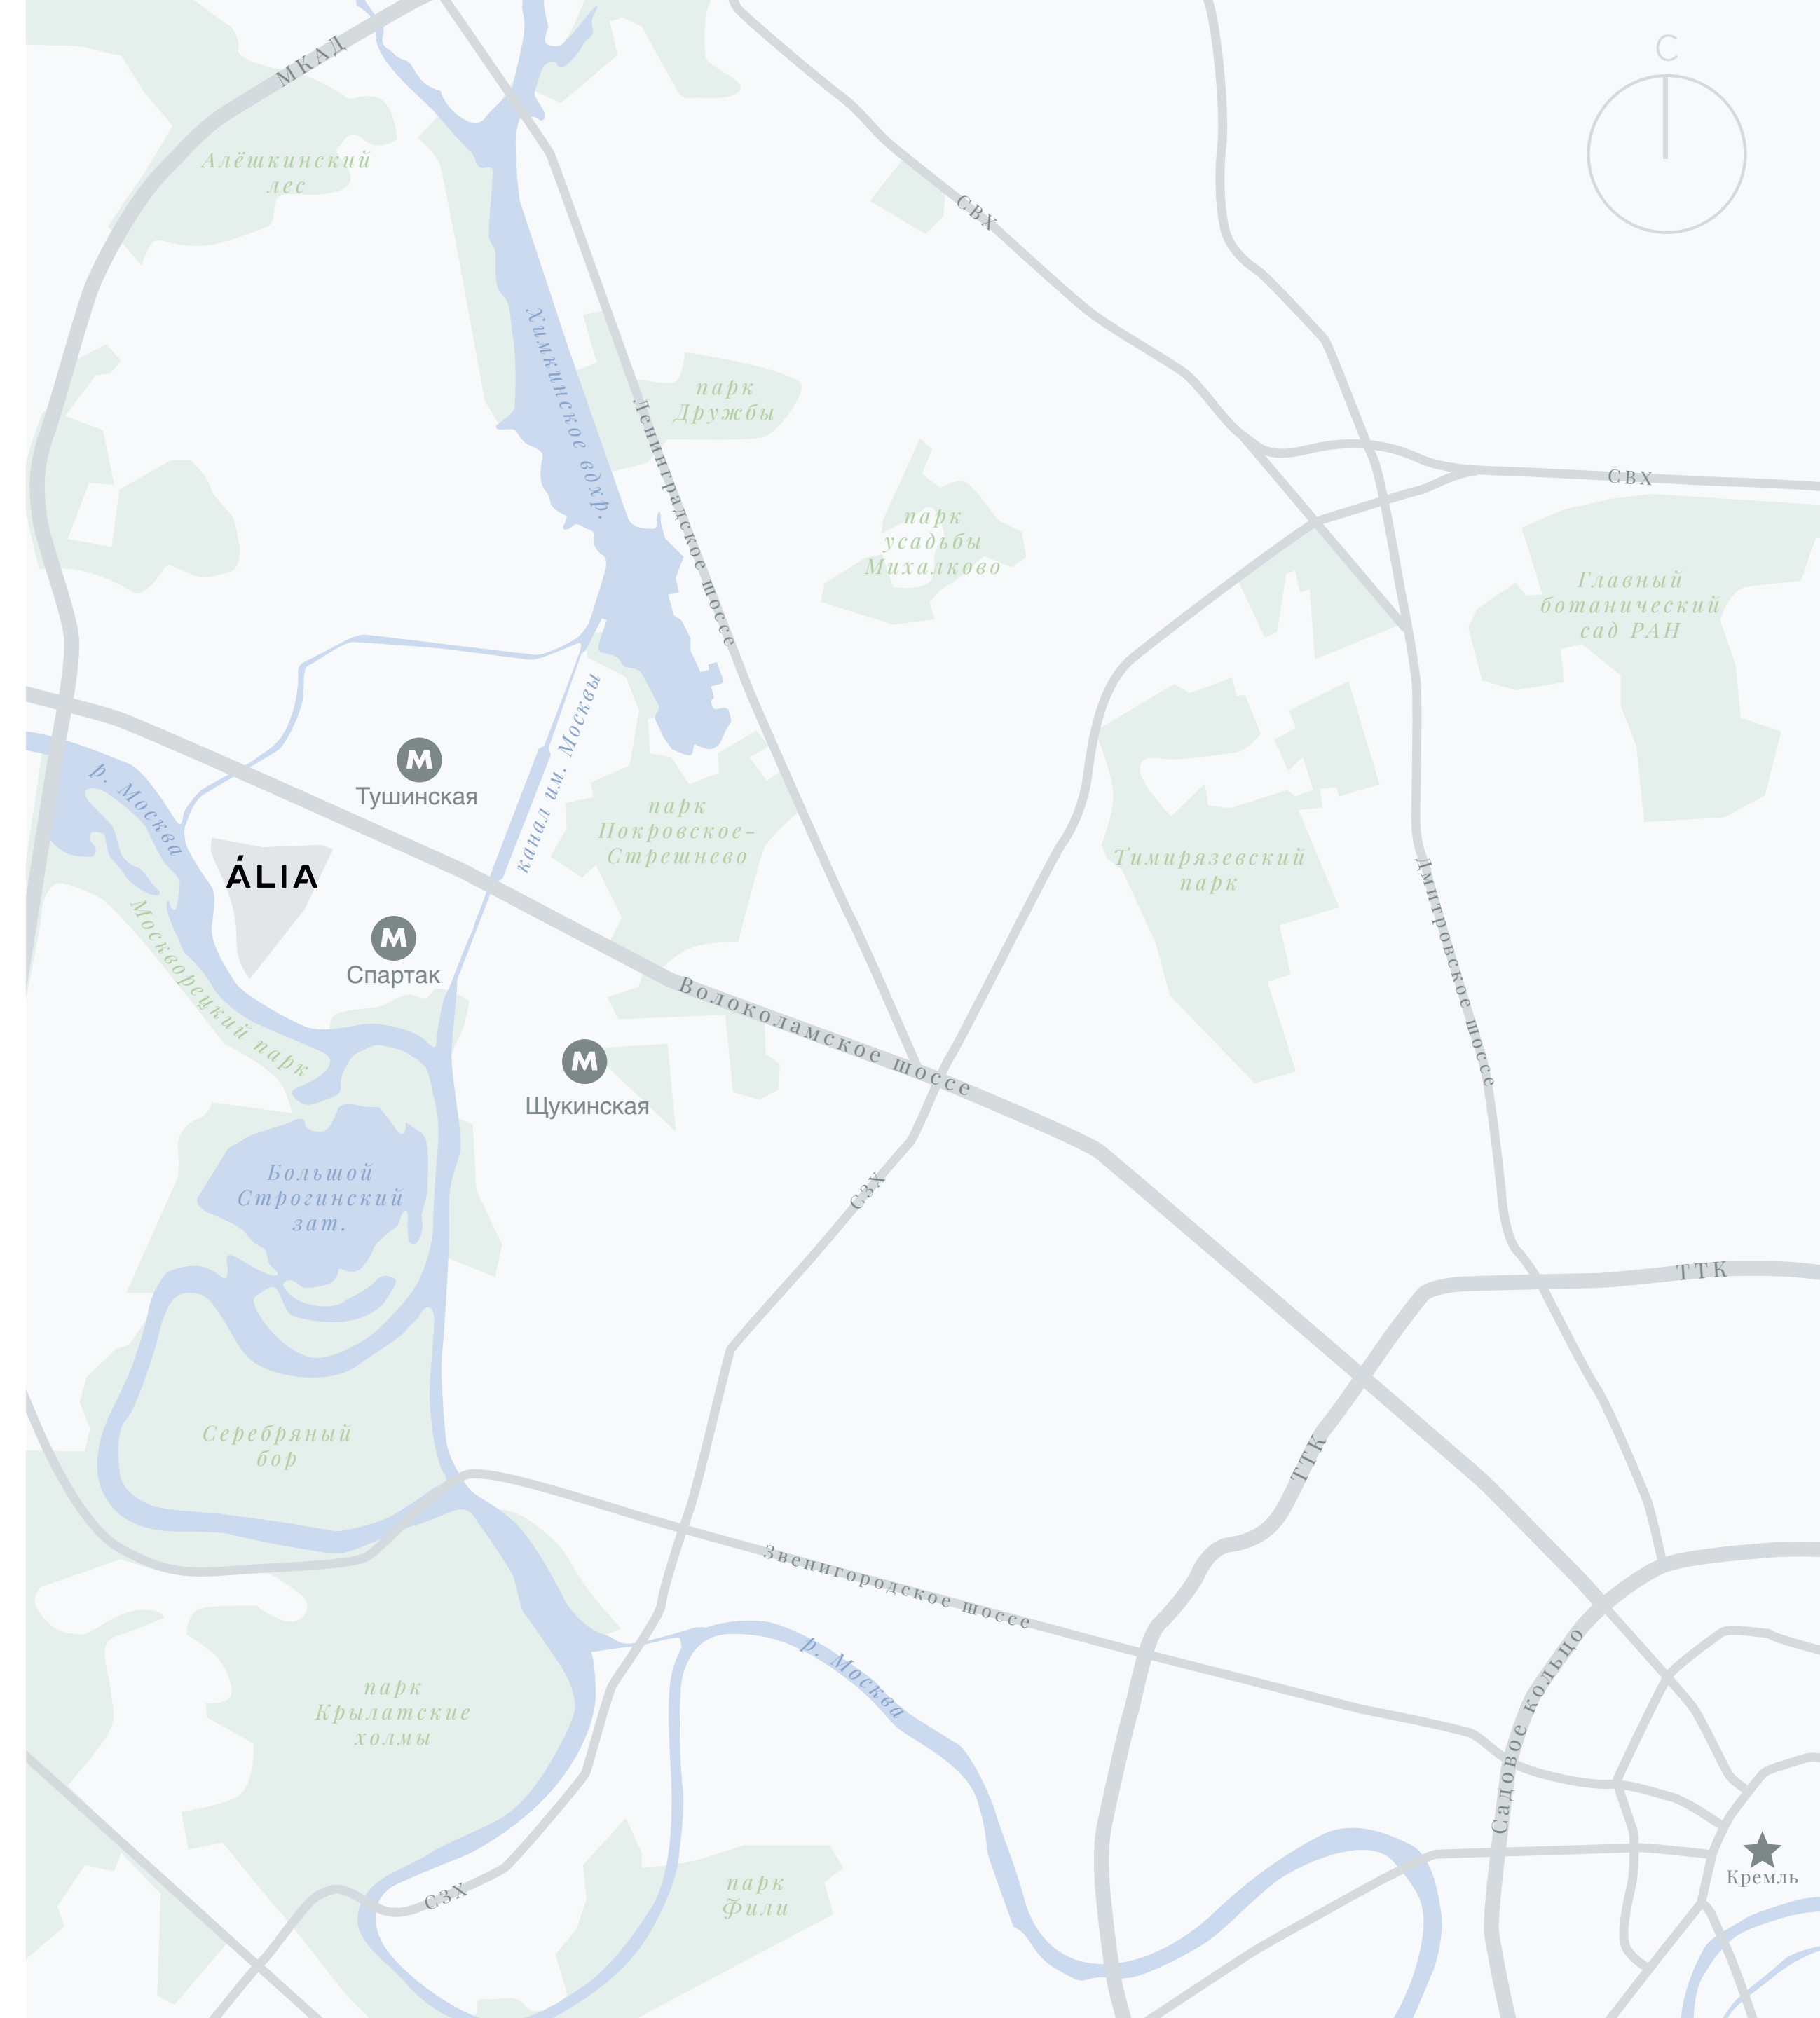 С
МКАД
Алёшкинский
лес
СВХ
Химкинское вдхр.
парк
Дружбы
Ленинградское шоссе
СВХ
парк
усадьбы
Михалково
Главный
ботанический
сад РАН
р. Москва
Тушинская
канал им. Москвы
парк
Покровское-
Стрешнево
Тимирязевский
парк
ÁLIA
Дмитровское шоссе
Москворецкий парк
Спартак
Волоколамское шоссе
Щукинская
Большой
Строгинский
зат.
СЗХ
ТТК
Серебряный
бор
ТТК
Звенигородское шоссе
р. Москва
Садовое кольцо
парк
Крылатские
холмы
Кремль
СЗХ
парк
Фили